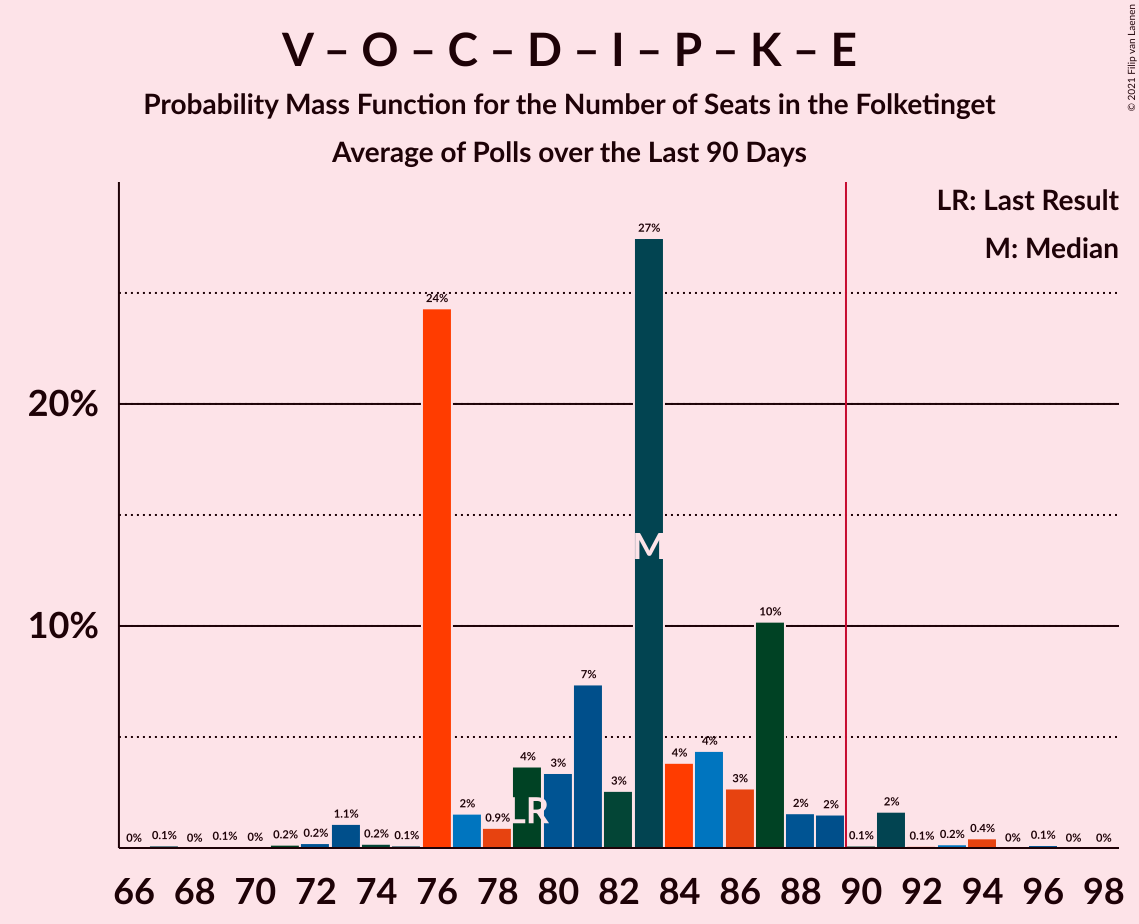 V – O – C – D – I – P – K – E
Probability Mass Function for the Number of Seats in the Folketinget
Average of Polls over the Last 90 Days
© 2021 Filip van Laenen
LR: Last Result
M: Median
20%
10%
0% 0.1% 0% 0.1% 0% 0.2% 0.2% 1.1% 0.2% 0.1% 24% 2% 0.9% 4% 3% 7% 3% 27% 4% 4% 3% 10% 2% 2% 0.1% 2% 0.1% 0.2% 0.4% 0% 0.1% 0% 0%
M
LR
66 68 70 72 74 76 78 80 82 84 86 88 90 92 94 96 98